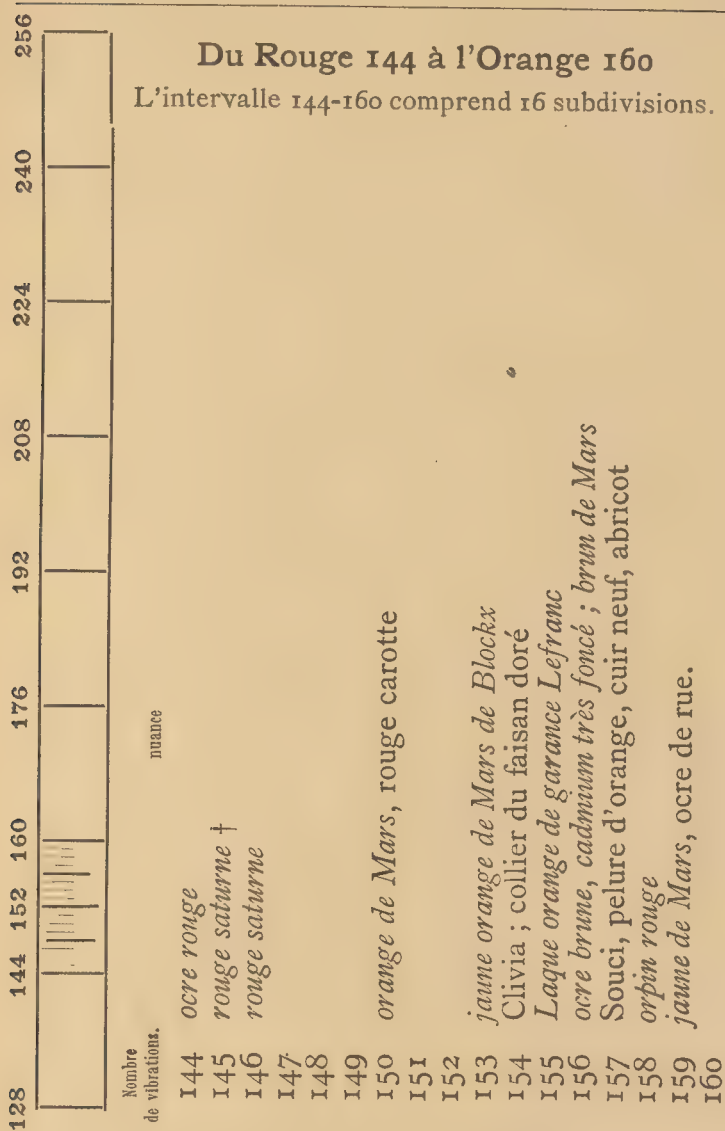 Du Rouge 144 à l'Orange 160
L'intervalle 144-160 comprend 16 subdivisions.
128 144 152 160 176 192 208 224 240 256
Nombre
de vibrations. nuance
144 ocre rouge
145 rouge saturne †
146 rouge saturne
147
148
149
150 orange de Mars, rouge carotte
151
152
153 jaune orange de Mars de Blockx
154 Clivia ; collier du faisan doré
155 Laque orange de garance Lefranc
156 ocre brune, cadmium très foncé ; brun de Mars
157 Souci, pelure d'orange, cuir neuf, abricot
158 orpin rouge
159 jaune de Mars, ocre de rue.
160